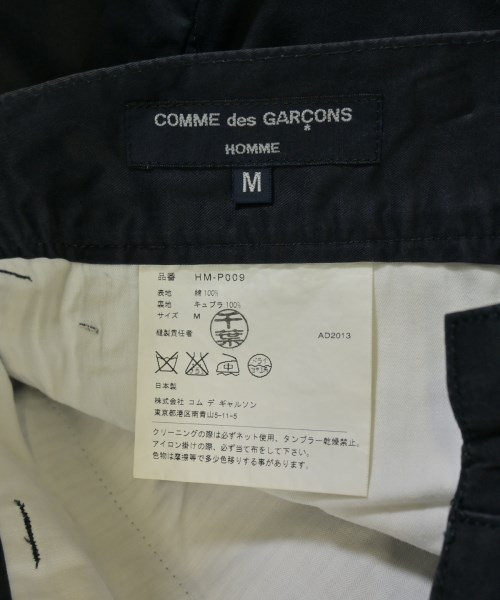 COMME des GARÇONS
HOMME
M
品番 HM-P009
表地 綿100%
裏地 キュプラ100%
サイズ M
縫製責任者 千葉 AD2013
日本製
株式会社 コム デ ギャルソン
東京都港区南青山5-11-5
クリーニングの際は必ずネット使用、タンブラー乾燥禁止。
アイロン掛けの際、必ず当て布をして下さい。
色物は摩擦等で多少色移りする事があります。